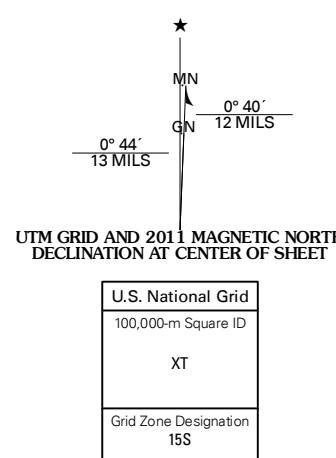 ★
MN
0° 40´
12 MILS
GN
0° 44´
13 MILS
UTM GRID AND 2011 MAGNETIC NORTH
DECLINATION AT CENTER OF SHEET
U.S. National Grid
100,000-m Square ID
XT
Grid Zone Designation
15S